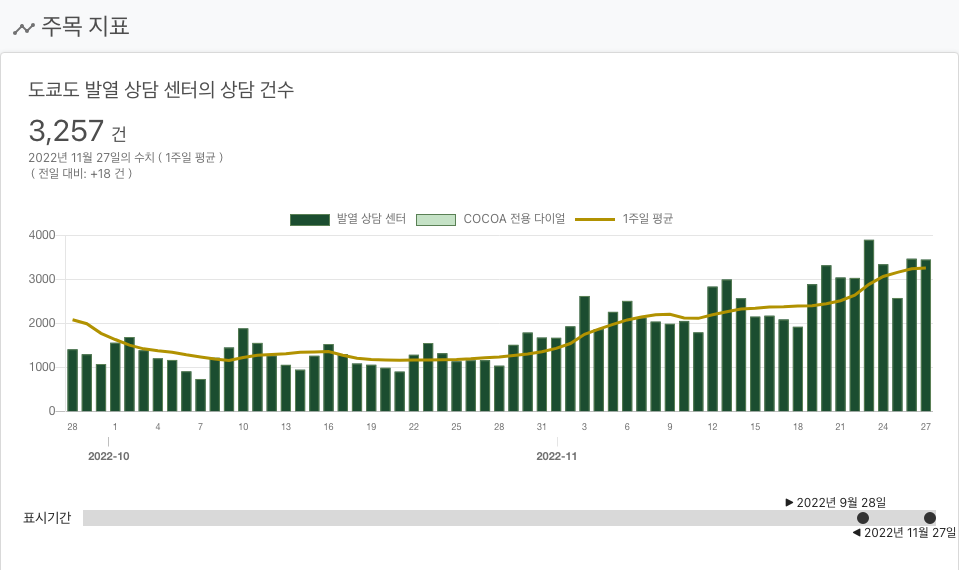 주목 지표
도쿄도 발열 상담 센터의 상담 건수
3,257 건
2022년 11월 27일의 수치 ( 1주일 평균 )
( 전일 대비: +18 건 )
발열 상담 센터 COCOA 전용 다이얼 1주일 평균
4000
3000
2000
1000
0
28 1 4 7 10 13 16 19 22 25 28 31 3 6 9 12 15 18 21 24 27
2022-10 2022-11
▶ 2022년 9월 28일
표시기간
◀ 2022년 11월 27일